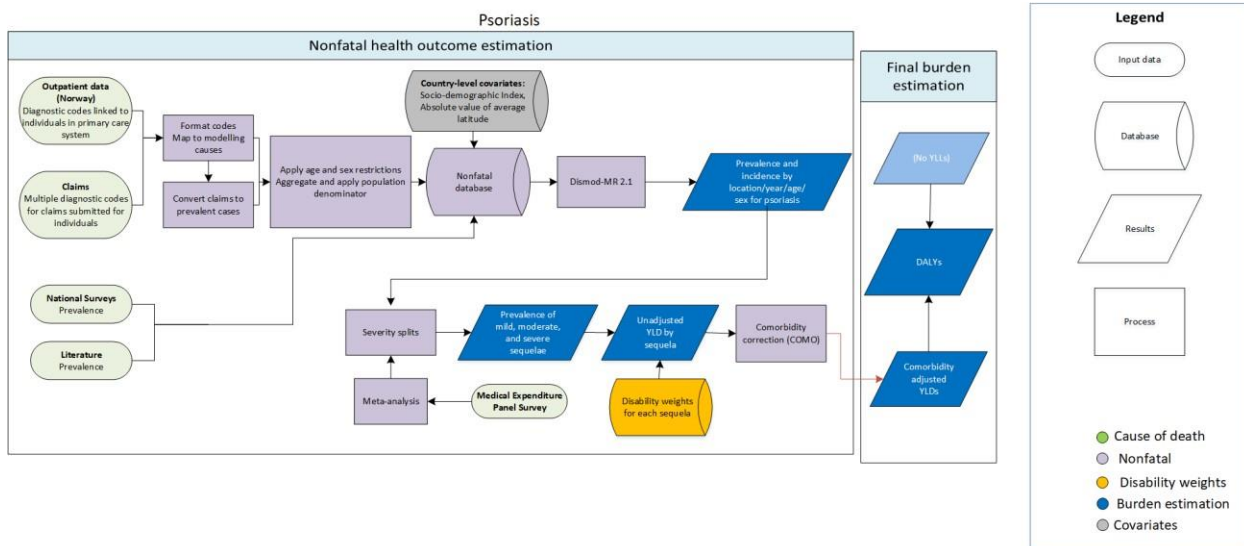 Psoriasis
Nonfatal health outcome estimation
Outpatient data
(Norway)
Diagnostic codes linked to
individuals in primary care
system
Claims
Multiple diagnostic codes
for claims submitted for
individuals
Format codes
Map to modelling
causes
Convert claims to
prevalent cases
Apply age and sex restrictions
Aggregate and apply population
denominator
Country-level covariates:
Socio-demographic Index,
Absolute value of average
latitude
Nonfatal
database
Dismod-MR 2.1
Prevalence and
incidence by
location/year/age/
sex for psoriasis
National Surveys
Prevalence
Literature
Prevalence
Severity splits
Prevalence of
mild, moderate,
and severe
sequelae
Unadjusted
YLD by
sequela
Comorbidity
correction (COMO)
Meta-analysis
Medical Expenditure
Panel Survey
Disability weights
for each sequela
Final burden
estimation
(No YLLs)
DALYs
Comorbidity
adjusted
YLDs
Legend
Input data
Database
Results
Process
Cause of death
Nonfatal
Disability weights
Burden estimation
Covariates